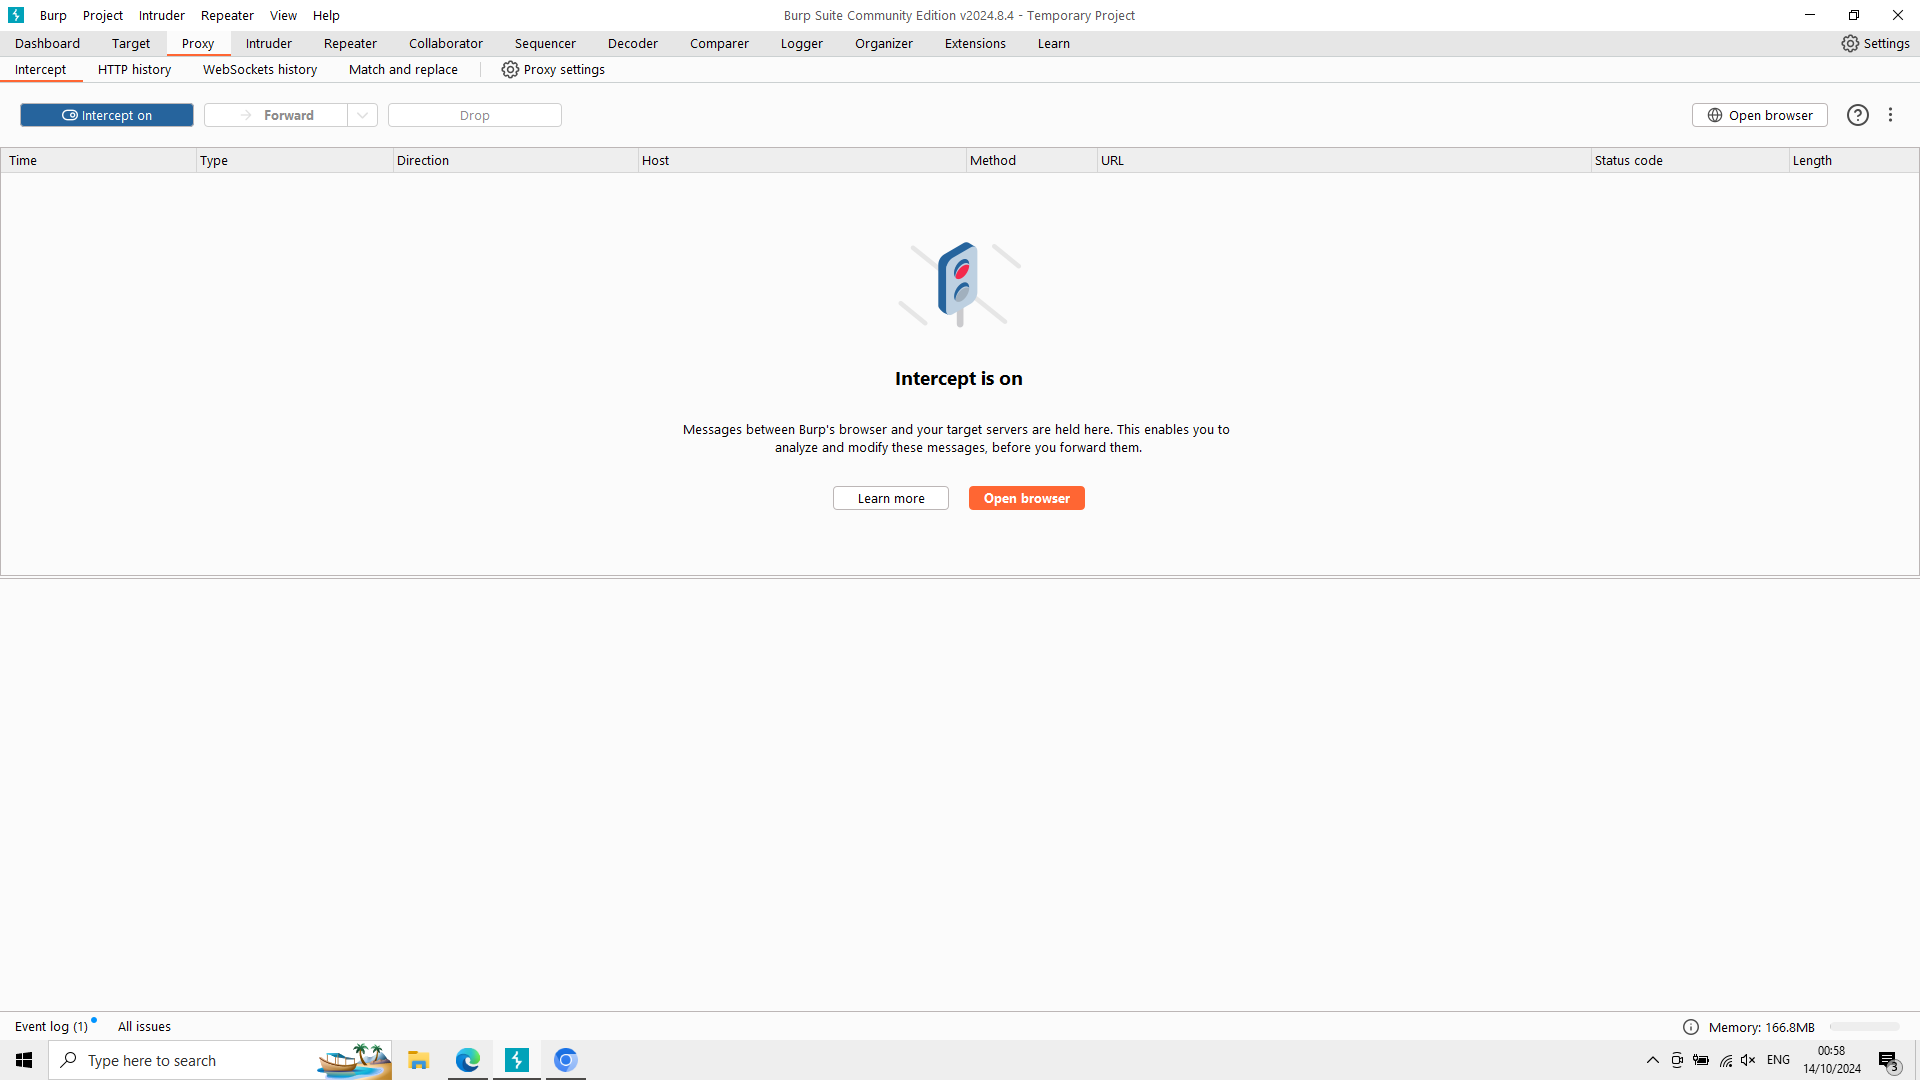 Burp Project Intruder Repeater View Help Burp Suite Community Edition v2024.8.4 - Temporary Project
Dashboard Target Proxy Intruder Repeater Collaborator Sequencer Decoder Comparer Logger Organizer Extensions Learn Settings
Intercept HTTP history WebSockets history Match and replace Proxy settings
Intercept on Forward Drop Open browser
Time Type Direction Host Method URL Status code Length
Intercept is on
Messages between Burp's browser and your target servers are held here. This enables you to
analyze and modify these messages, before you forward them.
Learn more Open browser
Event log (1) All issues Memory: 166.8MB
Type here to search ENG 00:58
14/10/2024 3